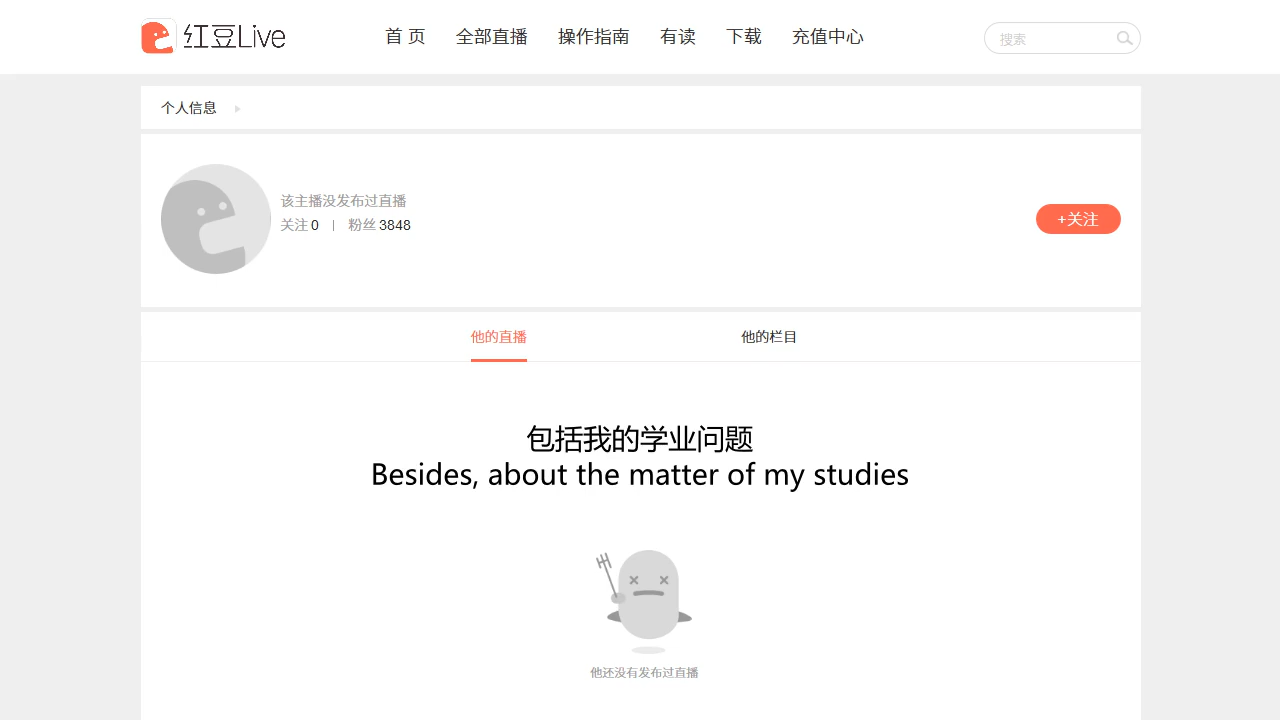 红豆Live
首 页 全部直播 操作指南 有读 下载 充值中心 搜索
个人信息
该主播没发布过直播
关注 0 | 粉丝 3848
+关注
他的直播 他的栏目
包括我的学业问题
Besides, about the matter of my studies
他还没有发布过直播